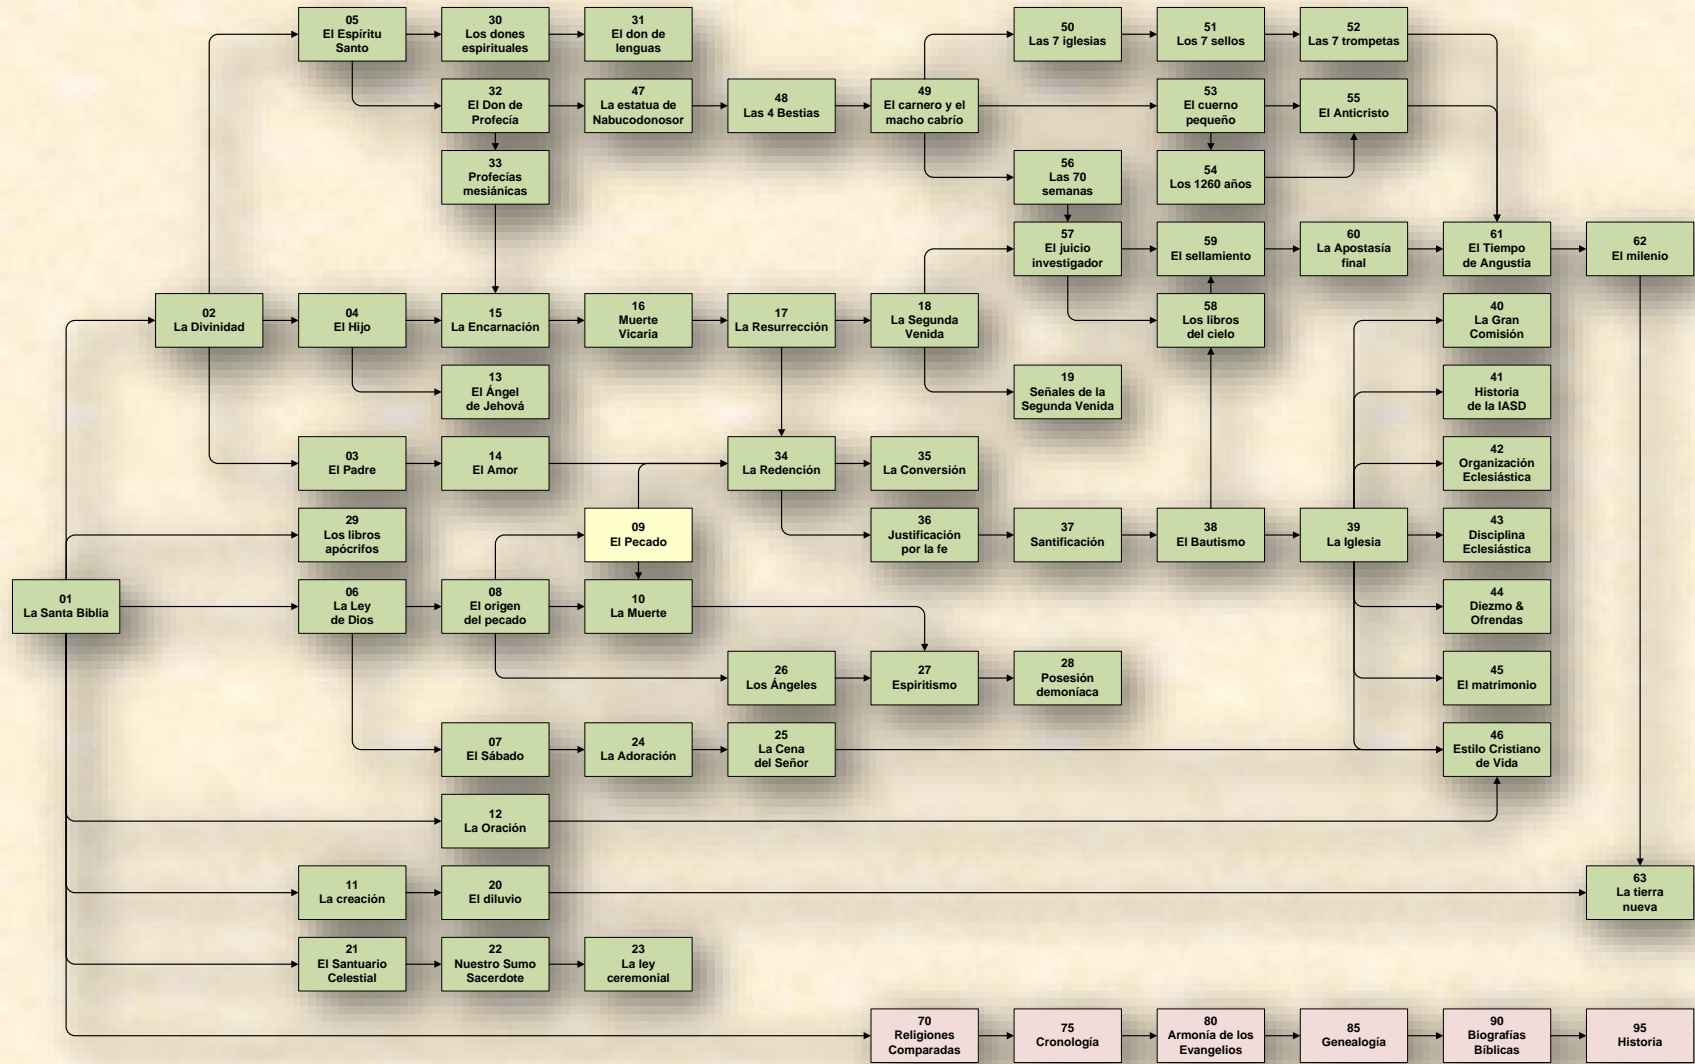 05
El Espíritu
Santo
30
Los dones
espirituales
31
El don de
lenguas
50
Las 7 iglesias
51
Los 7 sellos
52
Las 7 trompetas
32
El Don de
Profecía
47
La estatua de
Nabucodonosor
48
Las 4 Bestias
49
El carnero y el
macho cabrío
53
El cuerno
pequeño
55
El Anticristo
33
Profecías
mesiánicas
56
Las 70
semanas
54
Los 1260 años
57
El juicio
investigador
59
El sellamiento
60
La Apostasía
final
61
El Tiempo
de Angustia
62
El milenio
02
La Divinidad
04
El Hijo
15
La Encarnación
16
Muerte
Vicaria
17
La Resurrección
18
La Segunda
Venida
58
Los libros
del cielo
40
La Gran
Comisión
13
El Ángel
de Jehová
19
Señales de la
Segunda Venida
41
Historia
de la IASD
03
El Padre
14
El Amor
34
La Redención
35
La Conversión
42
Organización
Eclesiástica
29
Los libros
apócrifos
09
El Pecado
36
Justificación
por la fe
37
Santificación
38
El Bautismo
39
La Iglesia
43
Disciplina
Eclesiástica
01
La Santa Biblia
06
La Ley
de Dios
08
El origen
del pecado
10
La Muerte
44
Diezmo &
Ofrendas
26
Los Ángeles
27
Espiritismo
28
Posesión
demoníaca
45
El matrimonio
07
El Sábado
24
La Adoración
25
La Cena
del Señor
46
Estilo Cristiano
de Vida
12
La Oración
11
La creación
20
El diluvio
63
La tierra
nueva
21
El Santuario
Celestial
22
Nuestro Sumo
Sacerdote
23
La ley
ceremonial
70
Religiones
Comparadas
75
Cronología
80
Armonía de los
Evangelios
85
Genealogía
90
Biografías
Bíblicas
95
Historia